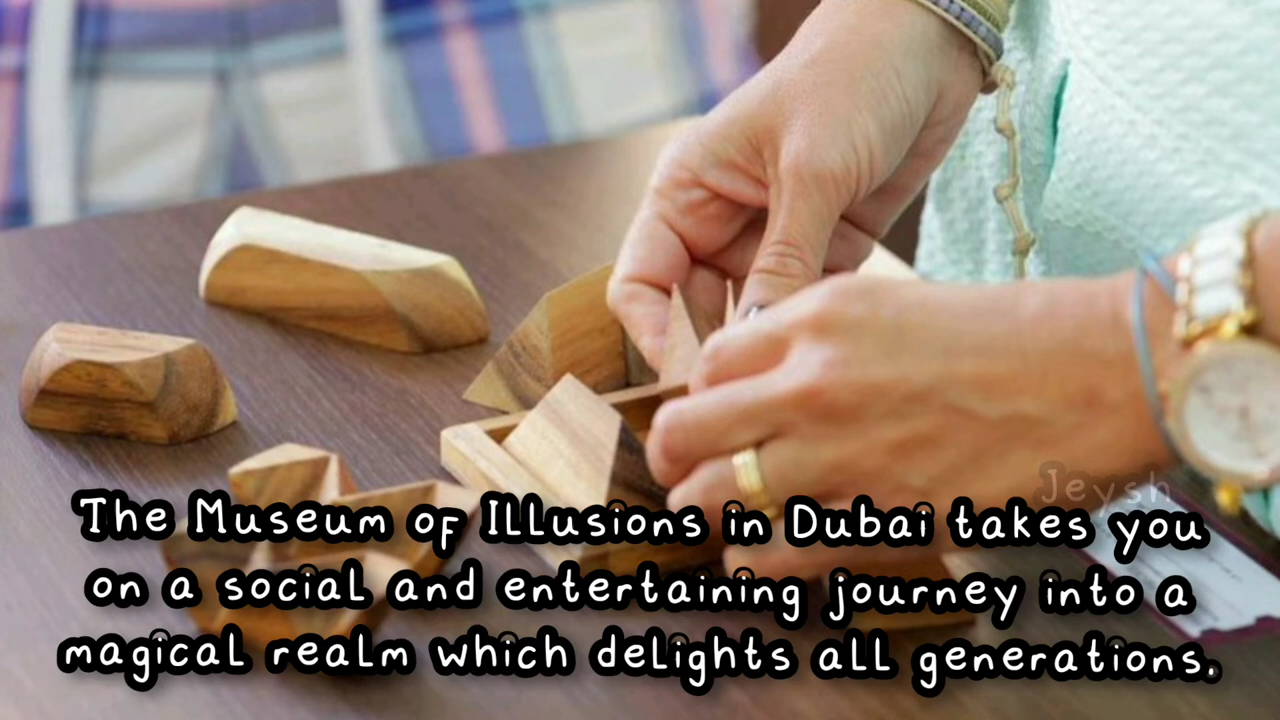 Jeysh
The Museum of Illusions in Dubai takes you
on a social and entertaining journey into a
magical realm which delights all generations.